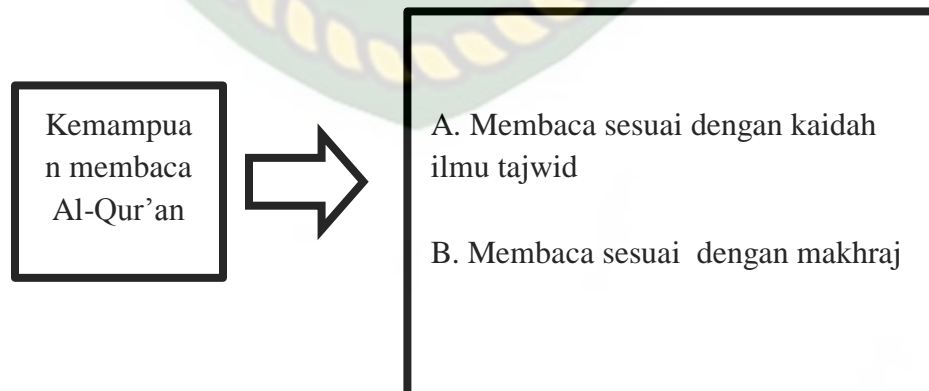 Kemampua
n membaca
Al-Qur’an
A. Membaca sesuai dengan kaidah
ilmu tajwid
B. Membaca sesuai  dengan makhraj